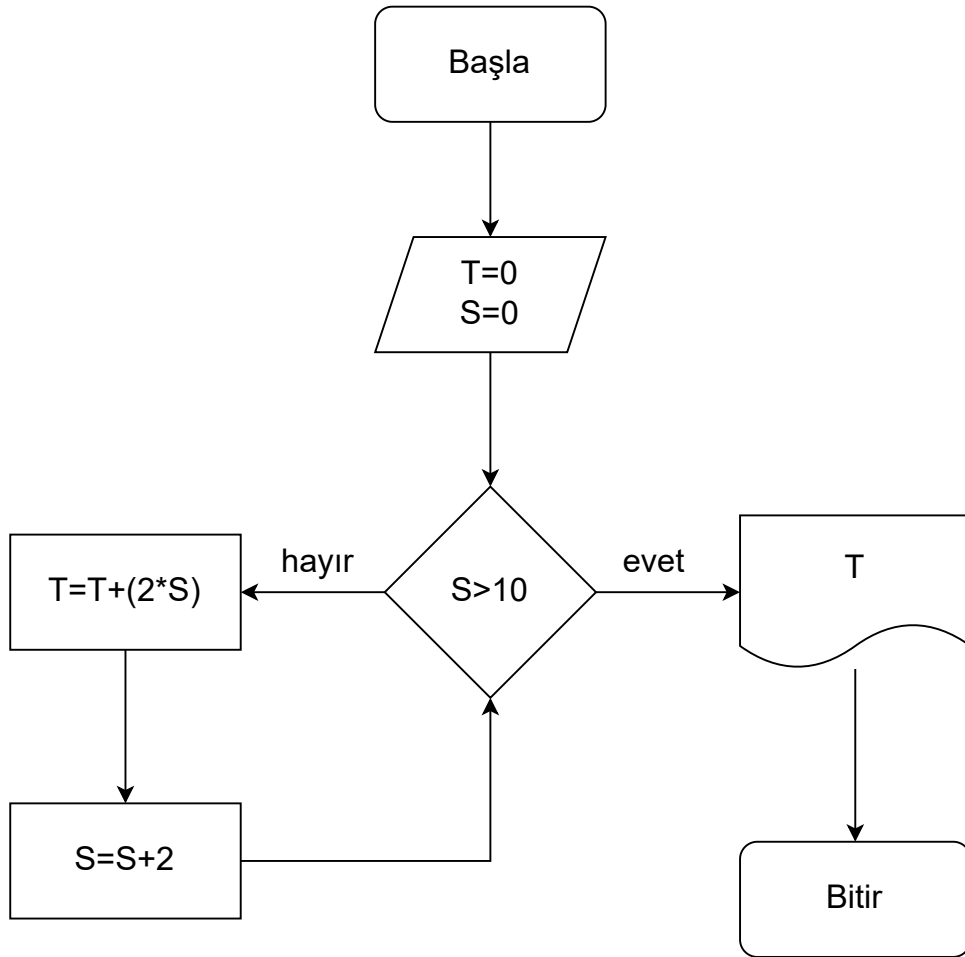 Başla
T=0
S=0
S>10
hayır
evet
T=T+(2*S)
S=S+2
T
Bitir